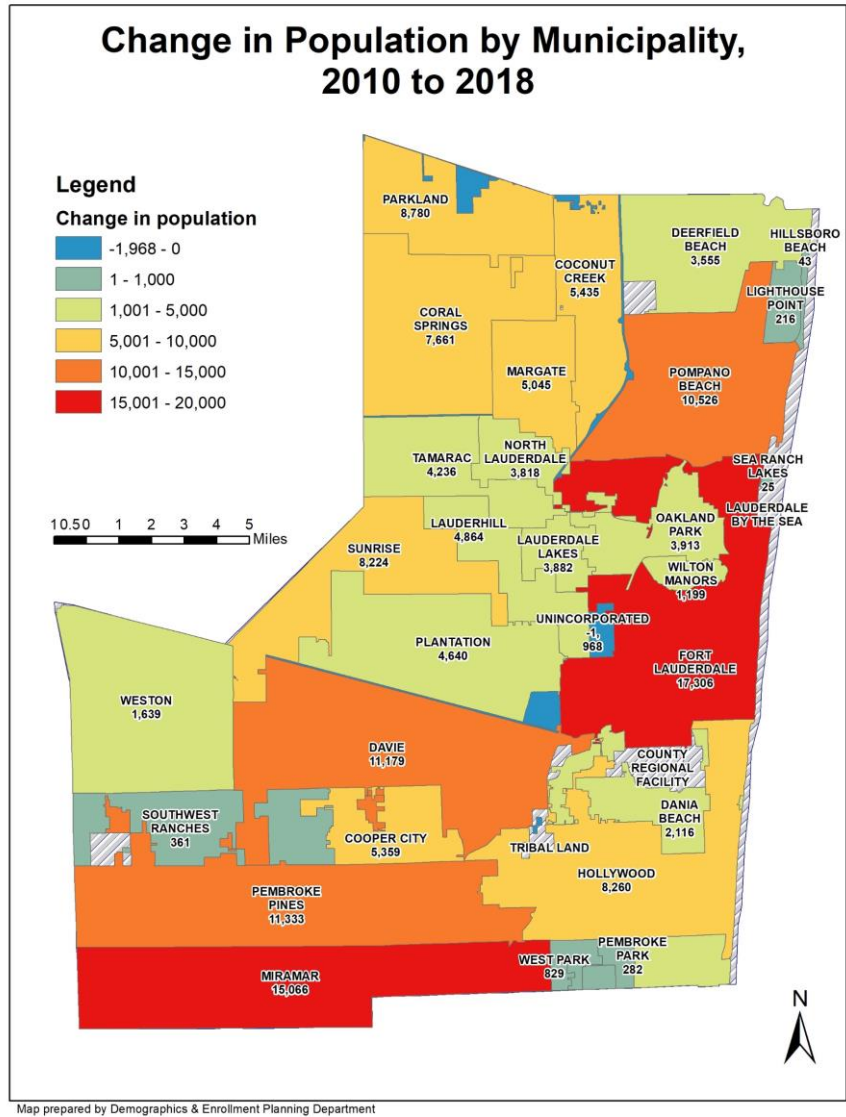 Change in Population by Municipality,
2010 to 2018
Legend
Change in population
-1,968 - 0
1 - 1,000
1,001 - 5,000
5,001 - 10,000
10,001 - 15,000
15,001 - 20,000
PARKLAND
8,780
DEERFIELD
BEACH
3,555
HILLSBORO
BEACH
43
COCONUT
CREEK
5,435
LIGHTHOUSE
POINT
216
CORAL
SPRINGS
7,661
MARGATE
5,045
POMPANO
BEACH
10,526
TAMARAC
4,236
NORTH
LAUDERDALE
3,818
SEA RANCH
LAKES
25
LAUDERDALE
BY THE SEA
10.50 1 2 3 4 5
Miles
SUNRISE
8,224
LAUDERHILL
4,864
LAUDERDALE
LAKES
3,882
OAKLAND
PARK
3,913
WILTON
MANORS
1,199
PLANTATION
4,640
UNINCORPORATED
-1,
968
FORT
LAUDERDALE
17,306
WESTON
1,639
DAVIE
11,179
COUNTY
REGIONAL
FACILITY
SOUTHWEST
RANCHES
361
COOPER CITY
5,359
DANIA
BEACH
2,116
TRIBAL LAND
HOLLYWOOD
8,260
PEMBROKE
PINES
11,333
MIRAMAR
15,066
WEST PARK
829
PEMBROKE
PARK
282
N
Map prepared by Demographics & Enrollment Planning Department